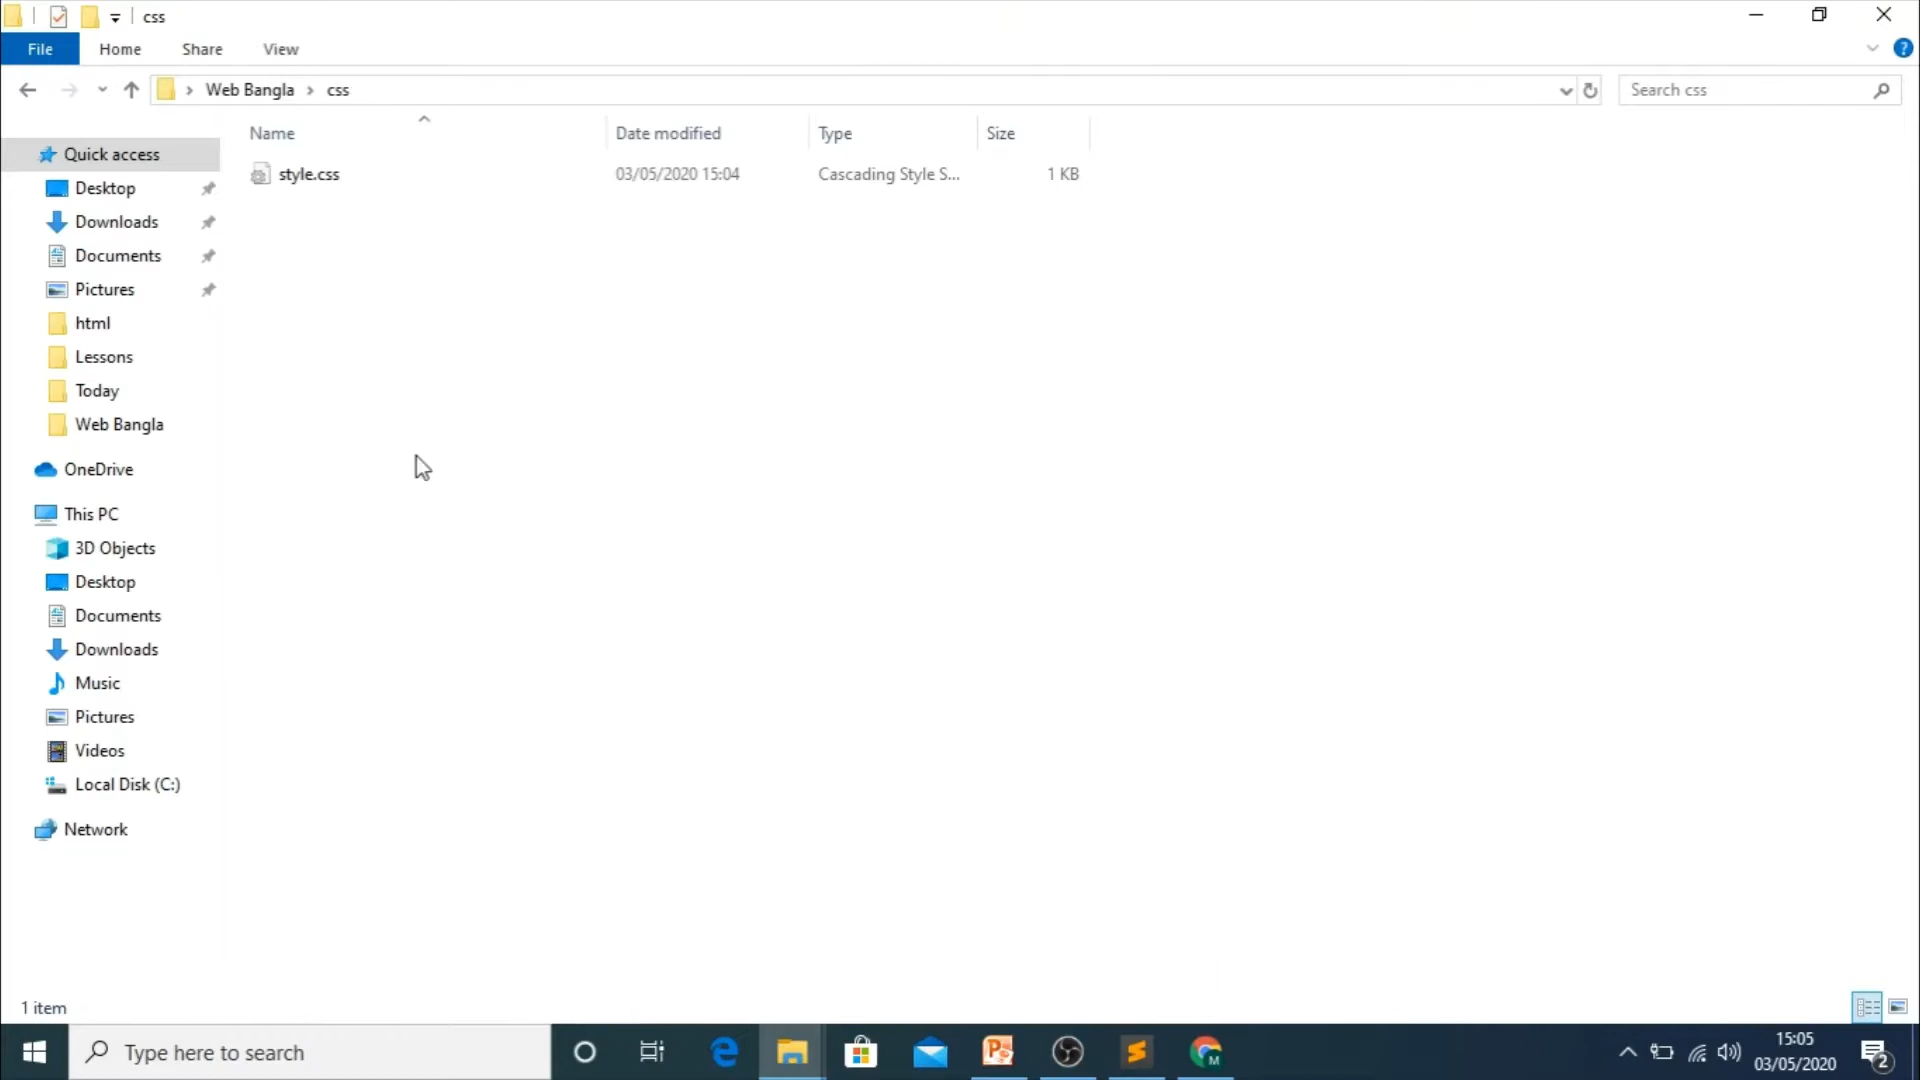 css
File Home Share View
Web Bangla css
Search css
Name Date modified Type Size
style.css 03/05/2020 15:04 Cascading Style S... 1 KB
Quick access
Desktop
Downloads
Documents
Pictures
html
Lessons
Today
Web Bangla
OneDrive
This PC
3D Objects
Desktop
Documents
Downloads
Music
Pictures
Videos
Local Disk (C:)
Network
1 item
Type here to search
15:05
03/05/2020
2